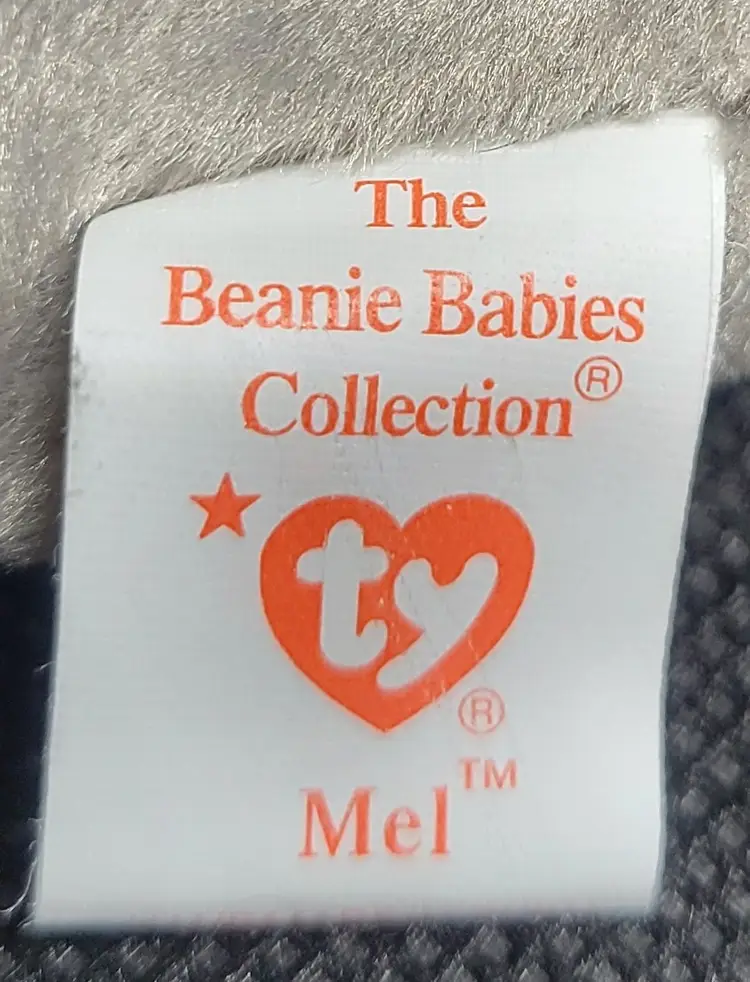 The
Beanie Babies
Collection®
ty®
Mel™